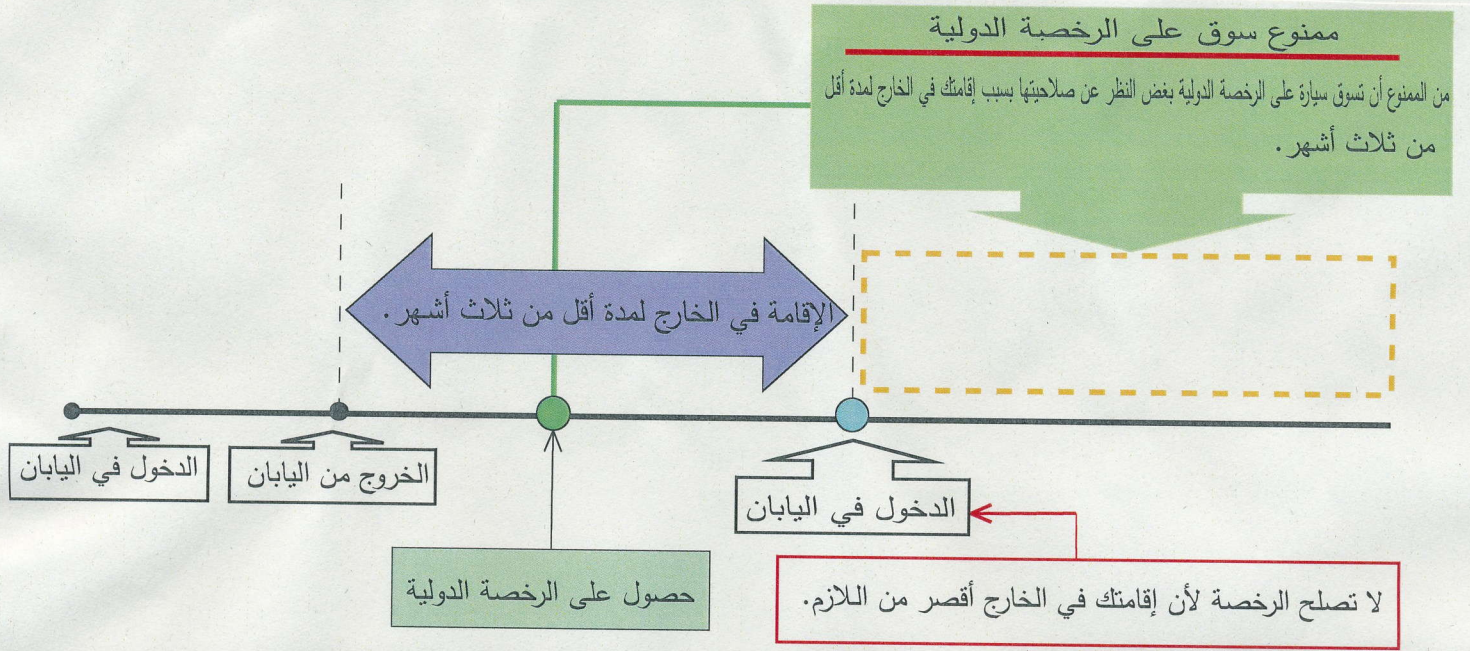 ممنوع سوق على الرخصبة الدولية
من الممنوع أن تسوق سيارة على الرخصة الدولية بغض النظر عن صلاحيتها بسبب إقامتك في الخارج لمدة أقل
من ثلاث أشهر.
الإقامة في الخارج لمدة أقل من ثلاث أشهر.
الدخول في اليابان
الخروج من اليابان
الدخول في اليابان
حصول على الرخصة الدولية
لا تصلح الرخصة لأن إقامتك في الخارج أقصر من اللازم.